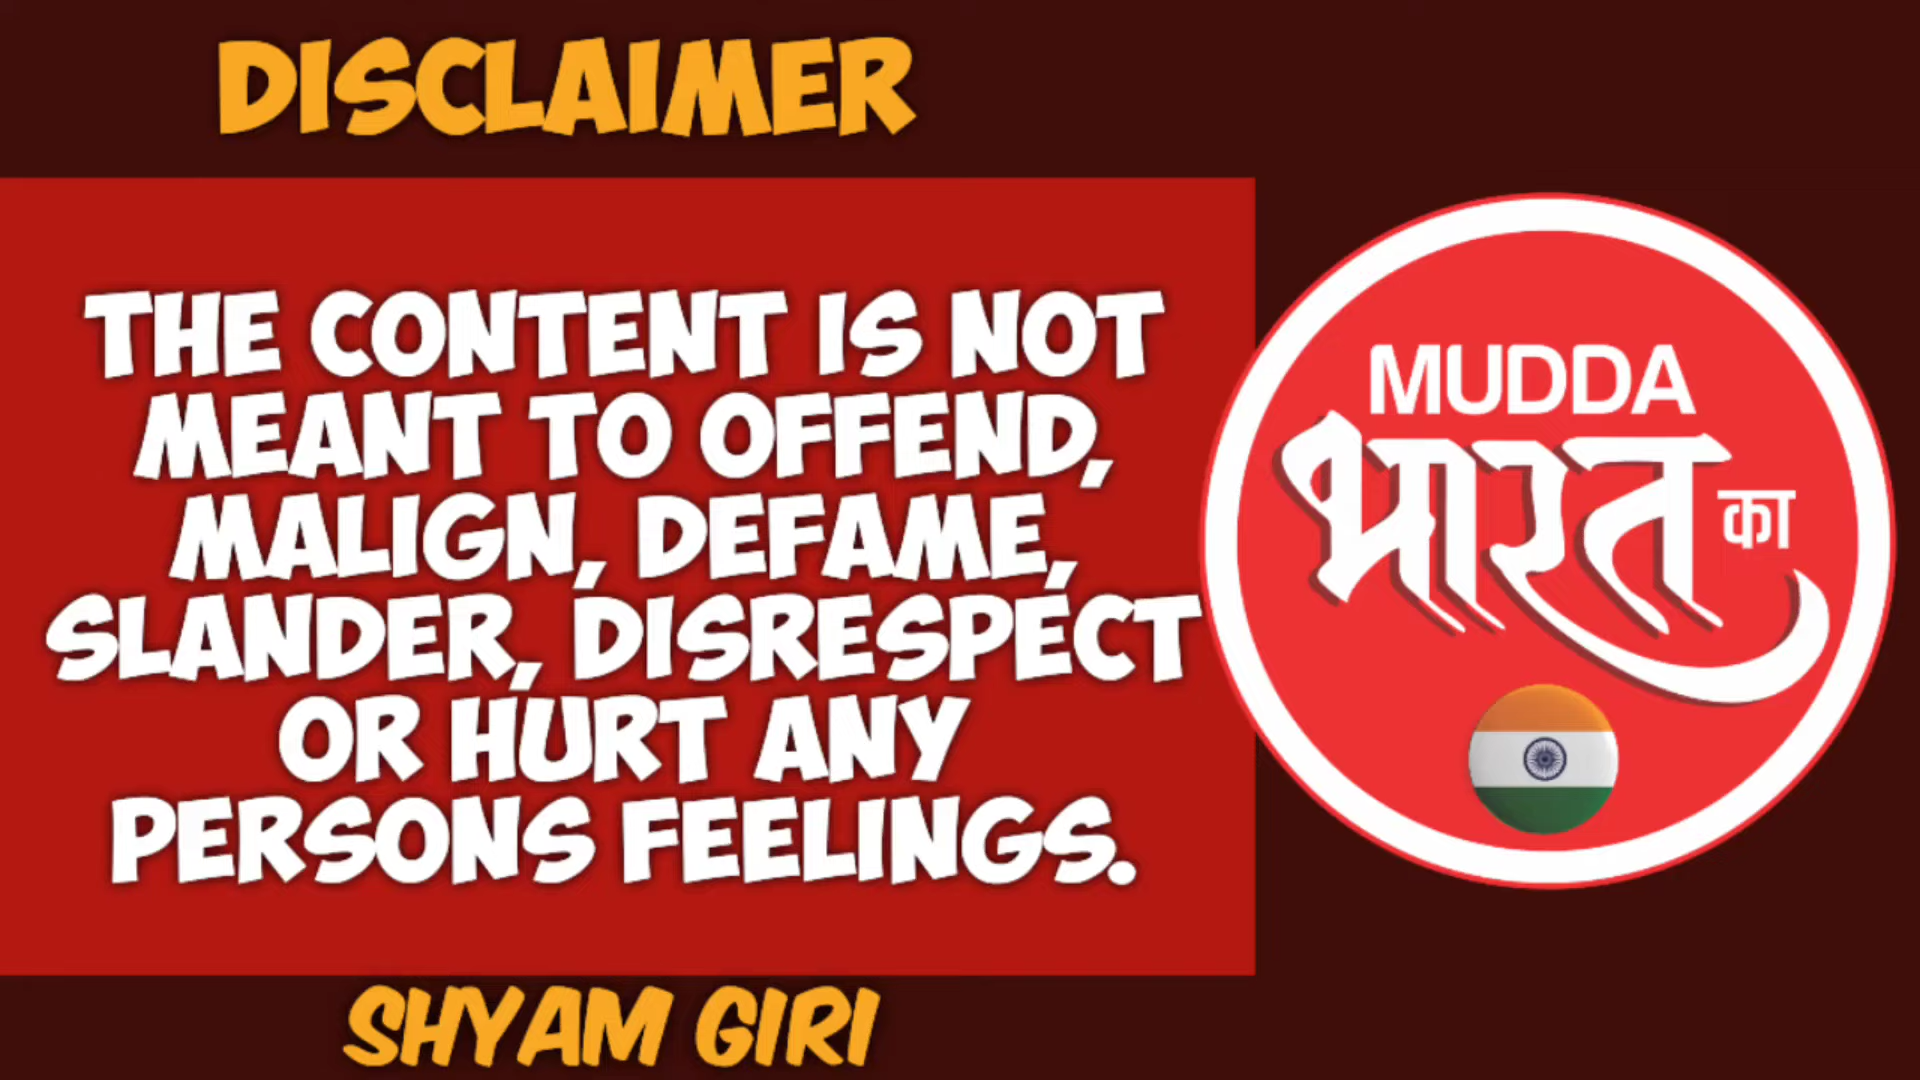 DISCLAIMER
THE CONTENT IS NOT
MEANT TO OFFEND,
MALIGN, DEFAME,
SLANDER, DISRESPECT
OR HURT ANY
PERSONS FEELINGS.
SHYAM GIRI
MUDDA
भारत का